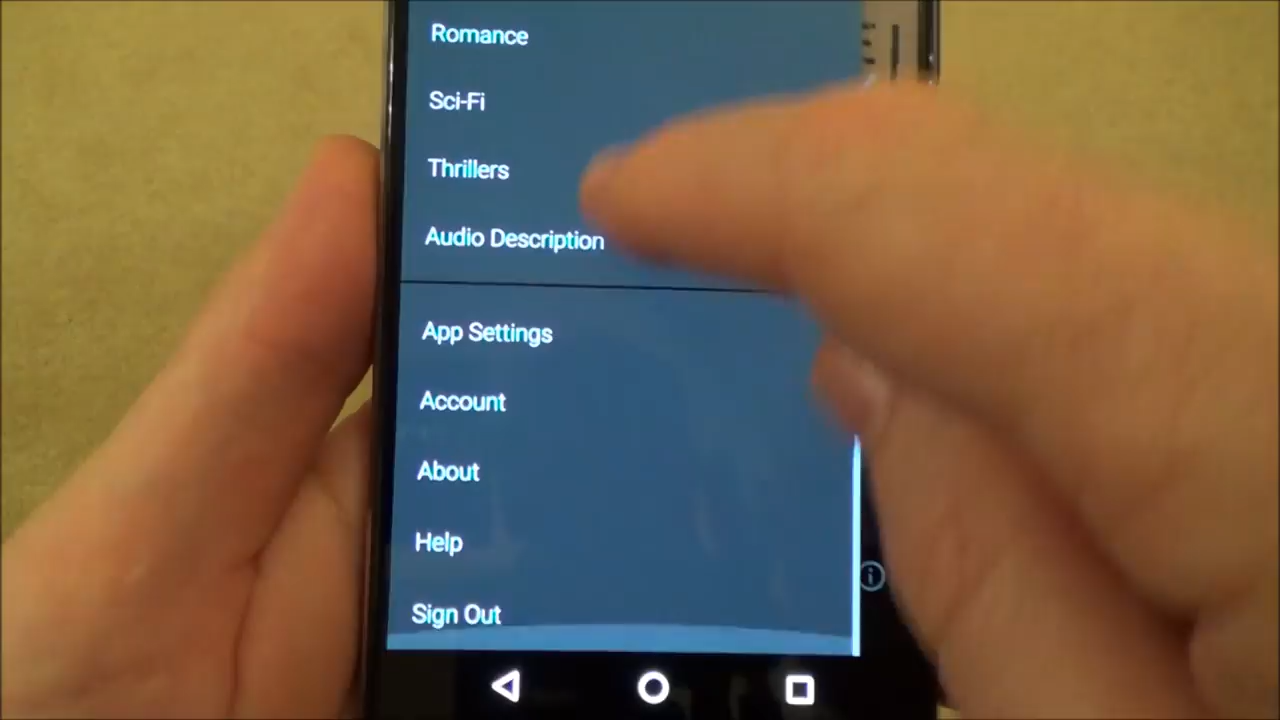 Romance
Sci-Fi
Thrillers
Audio Description
App Settings
Account
About
Help
Sign Out